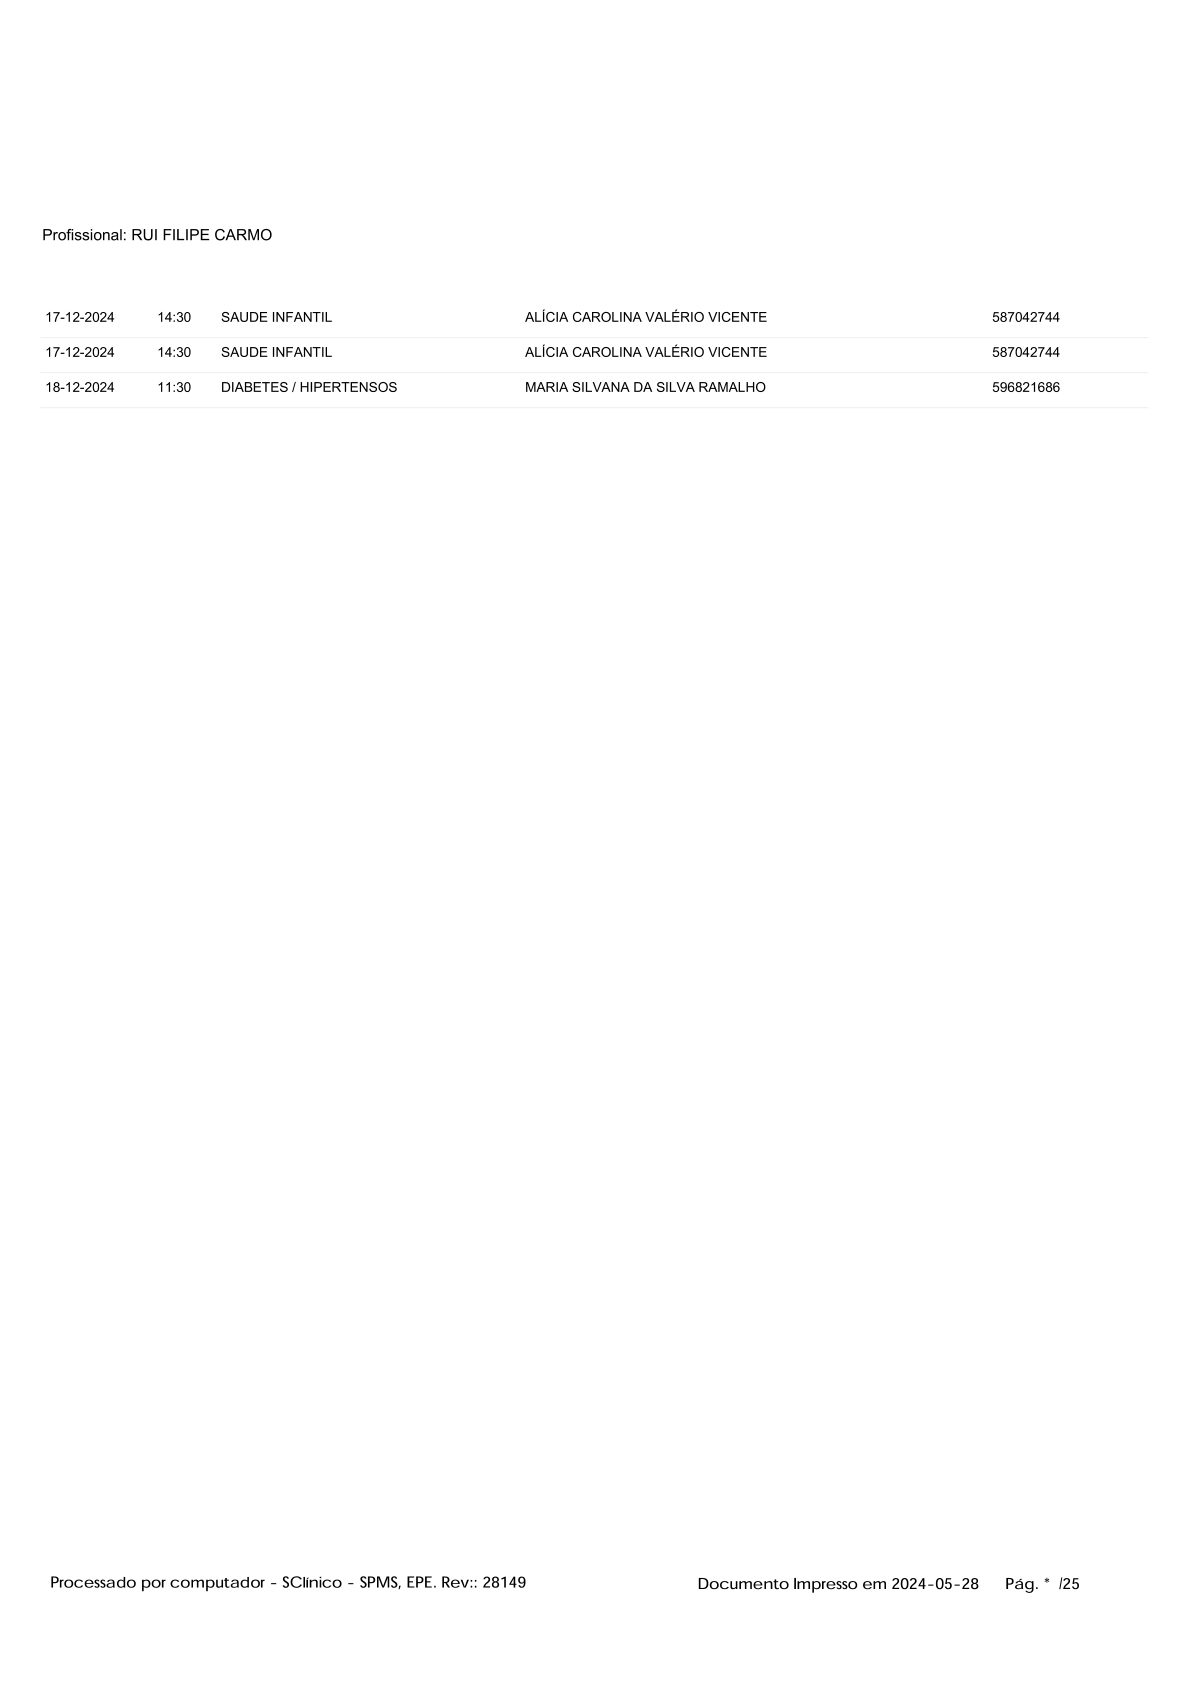 Profissional: RUI FILIPE CARMO
17-12-2024 14:30 SAUDE INFANTIL ALÍCIA CAROLINA VALÉRIO VICENTE 587042744
17-12-2024 14:30 SAUDE INFANTIL ALÍCIA CAROLINA VALÉRIO VICENTE 587042744
18-12-2024 11:30 DIABETES / HIPERTENSOS MARIA SILVANA DA SILVA RAMALHO 596821686
Processado por computador - SClínico - SPMS, EPE. Rev:: 28149 Documento Impresso em 2024-05-28 Pág. * /25